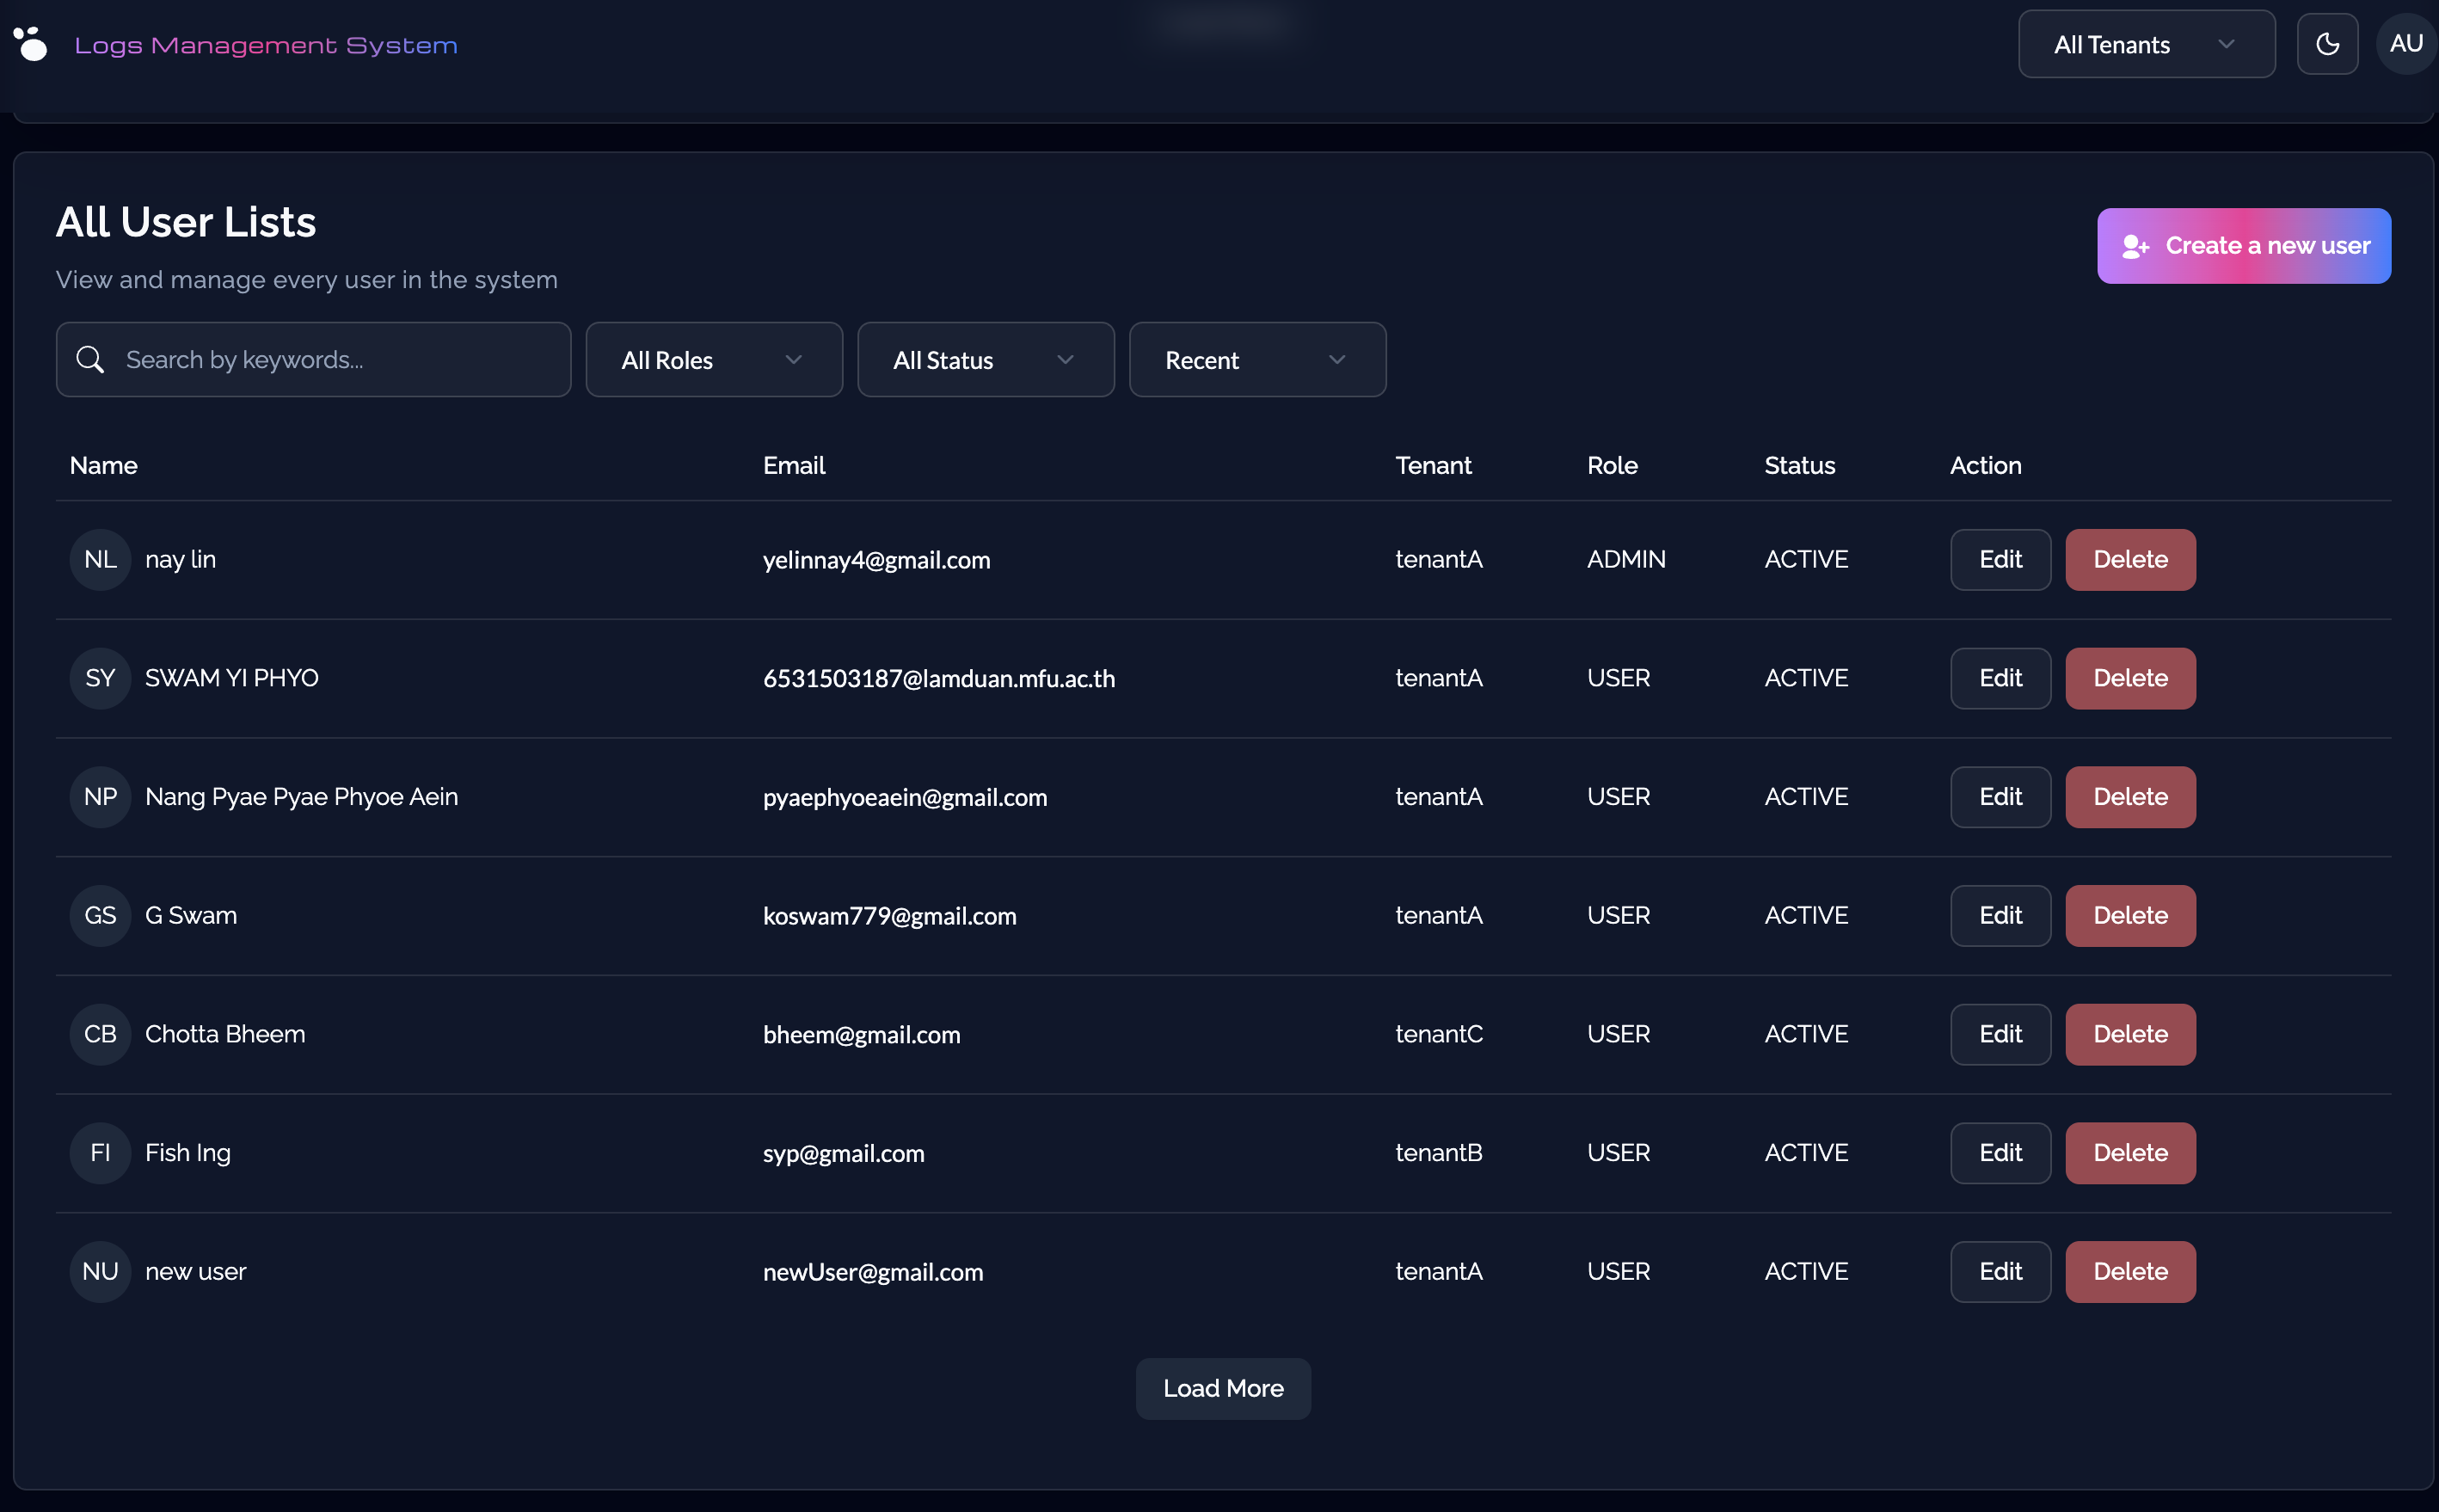 Logs Management System
All Tenants
AU
All User Lists
View and manage every user in the system
Create a new user
Search by keywords...
All Roles
All Status
Recent
Name Email Tenant Role Status Action
NL nay lin yelinnay4@gmail.com tenantA ADMIN ACTIVE Edit Delete
SY SWAM YI PHYO 6531503187@lamduan.mfu.ac.th tenantA USER ACTIVE Edit Delete
NP Nang Pyae Pyae Phyoe Aein pyaephyoeaein@gmail.com tenantA USER ACTIVE Edit Delete
GS G Swam koswam779@gmail.com tenantA USER ACTIVE Edit Delete
CB Chotta Bheem bheem@gmail.com tenantC USER ACTIVE Edit Delete
FI Fish Ing syp@gmail.com tenantB USER ACTIVE Edit Delete
NU new user newUser@gmail.com tenantA USER ACTIVE Edit Delete
Load More